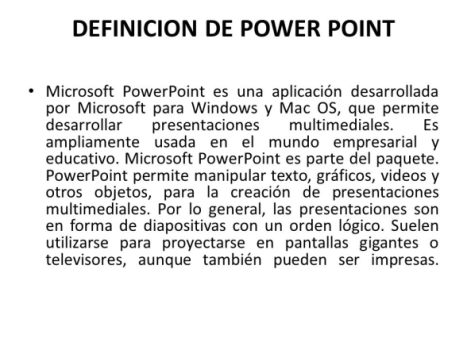 DEFINICION DE POWER POINT
• Microsoft PowerPoint es una aplicación desarrollada
por Microsoft para Windows y Mac OS, que permite
desarrollar presentaciones multimediales. Es
ampliamente usada en el mundo empresarial y
educativo. Microsoft PowerPoint es parte del paquete.
PowerPoint permite manipular texto, gráficos, videos y
otros objetos, para la creación de presentaciones
multimediales. Por lo general, las presentaciones son
en forma de diapositivas con un orden lógico. Suelen
utilizarse para proyectarse en pantallas gigantes o
televisores, aunque también pueden ser impresas.